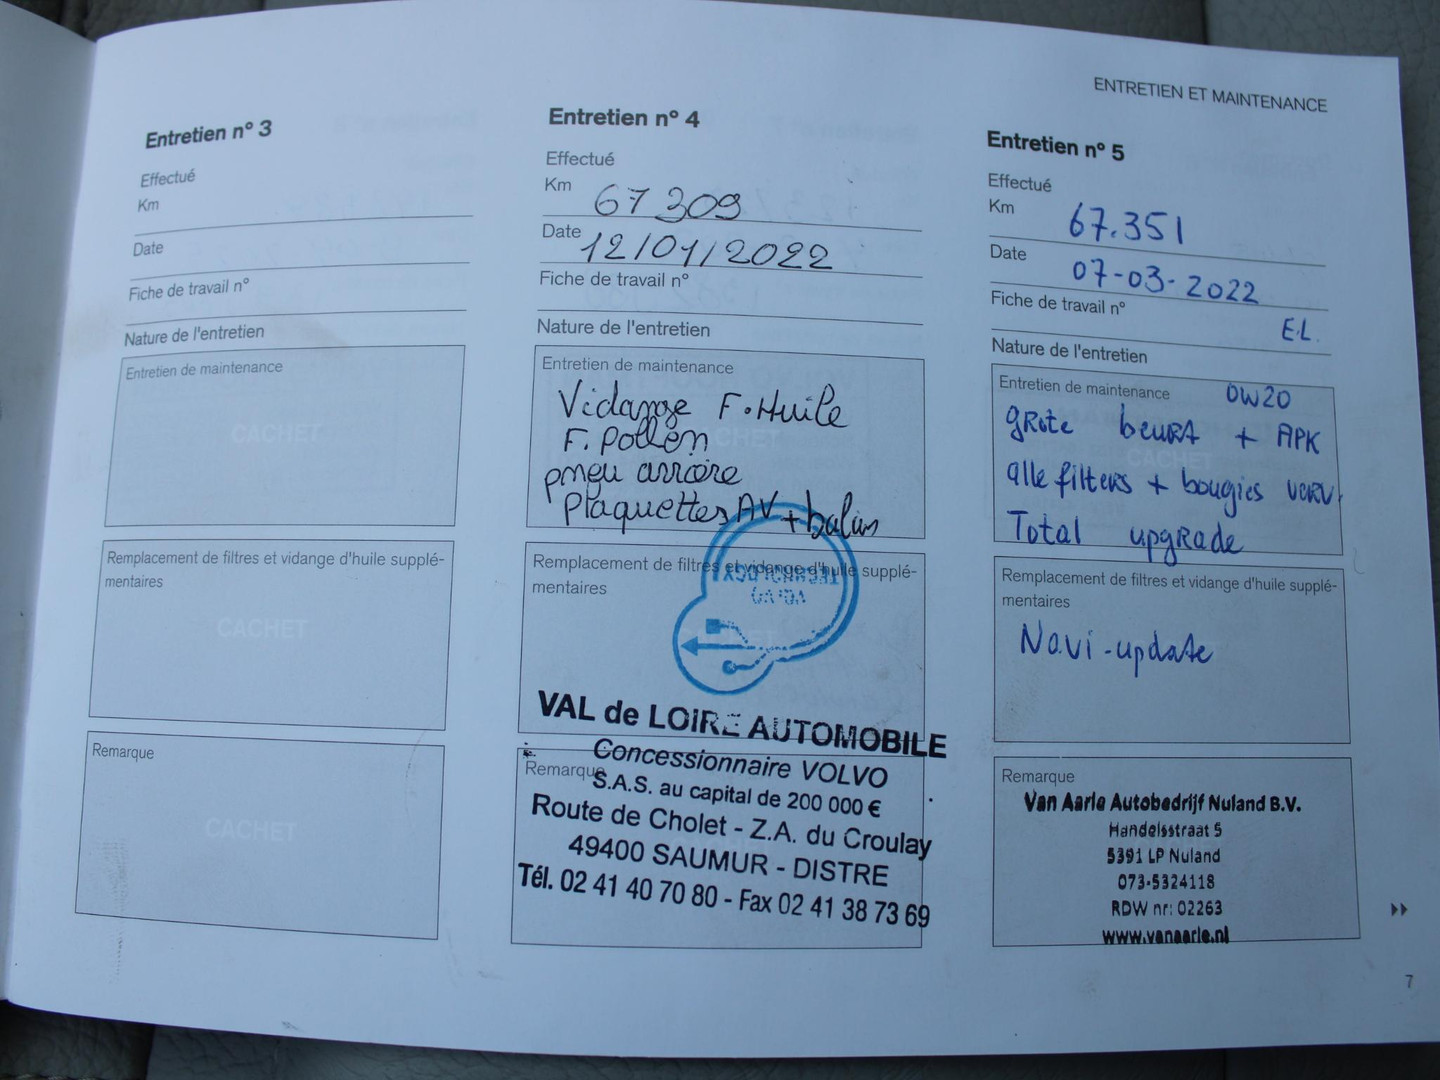 ENTRETIEN ET MAINTENANCE
Entretien n° 3
Effectué
Km
Date
Fiche de travail n°
Nature de l'entretien
Entretien de maintenance
CACHET
Remplacement de filtres et vidange d'huile supplé-
mentaires
CACHET
Remarque
CACHET
Entretien n° 4
Effectué
Km 67 309
Date 12/01/2022
Fiche de travail n°
Nature de l'entretien
Entretien de maintenance
Vidange F. Huile
F. Pollen
pneu arrière
Plaquettes AV + balais
Remplacement de filtres et vidange d'huile supplé-
mentaires
VAL de LOIRE AUTOMOBILE
Concessionnaire VOLVO
Remarque
S.A.S. au capital de 200 000 €
Route de Cholet - Z.A. du Croulay
49400 SAUMUR - DISTRE
Tél. 02 41 40 70 80 - Fax 02 41 38 73 69
Entretien n° 5
Effectué
Km 67.351
Date 07-03-2022
Fiche de travail n°
E.L.
Nature de l'entretien
Entretien de maintenance 0W20
grote beurt + APK
CACHET
alle filters + bougies verv
Total upgrade
Remplacement de filtres et vidange d'huile supplé-
mentaires
Navi-update
Remarque
Van Aarle Autobedrijf Nuland B.V.
Handelsstraat 5
5391 LP Nuland
073-5324118
RDW nr: 02263
www.vanaarle.nl
7